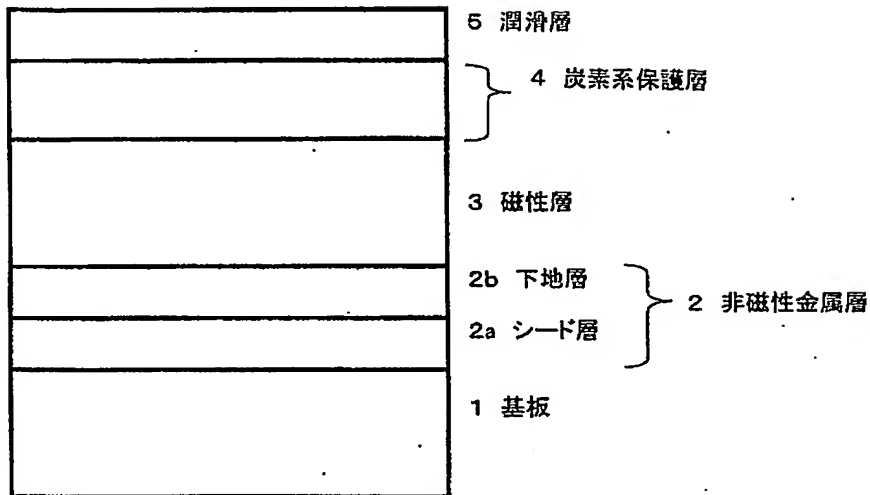 5 潤滑層
4 炭素系保護層
3 磁性層
2b 下地層
2 非磁性金属層
2a シード層
1 基板